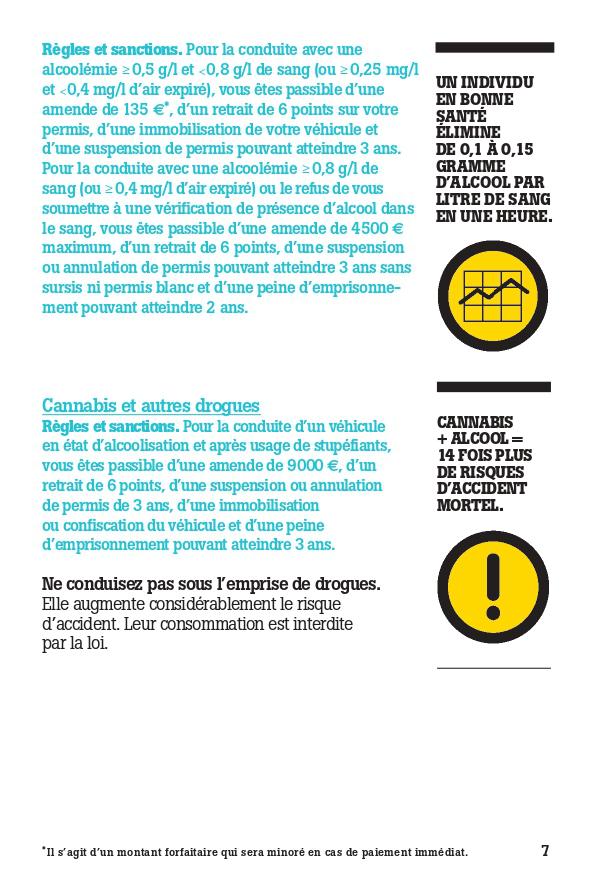 Règles et sanctions. Pour la conduite avec une
alcoolémie ≥ 0,5 g/l et <0,8 g/l de sang (ou ≥ 0,25 mg/l
et <0,4 mg/l d'air expiré), vous êtes passible d'une
amende de 135 €*, d'un retrait de 6 points sur votre
permis, d'une immobilisation de votre véhicule et
d'une suspension de permis pouvant atteindre 3 ans.
Pour la conduite avec une alcoolémie ≥ 0,8 g/l de
sang (ou ≥ 0,4 mg/l d'air expiré) ou le refus de vous
soumettre à une vérification de présence d'alcool dans
le sang, vous êtes passible d'une amende de 4500 €
maximum, d'un retrait de 6 points, d'une suspension
ou annulation de permis pouvant atteindre 3 ans sans
sursis ni permis blanc et d'une peine d'emprisonne-
ment pouvant atteindre 2 ans.
UN INDIVIDU
EN BONNE
SANTÉ
ÉLIMINE
DE 0,1 À 0,15
GRAMME
D'ALCOOL PAR
LITRE DE SANG
EN UNE HEURE.
Cannabis et autres drogues
Règles et sanctions. Pour la conduite d'un véhicule
en état d'alcoolisation et après usage de stupéfiants,
vous êtes passible d'une amende de 9000 €, d'un
retrait de 6 points, d'une suspension ou annulation
de permis de 3 ans, d'une immobilisation
ou confiscation du véhicule et d'une peine
d'emprisonnement pouvant atteindre 3 ans.
Ne conduisez pas sous l'emprise de drogues.
Elle augmente considérablement le risque
d'accident. Leur consommation est interdite
par la loi.
CANNABIS
+ ALCOOL =
14 FOIS PLUS
DE RISQUES
D'ACCIDENT
MORTEL.
*Il s'agit d'un montant forfaitaire qui sera minoré en cas de paiement immédiat.
7